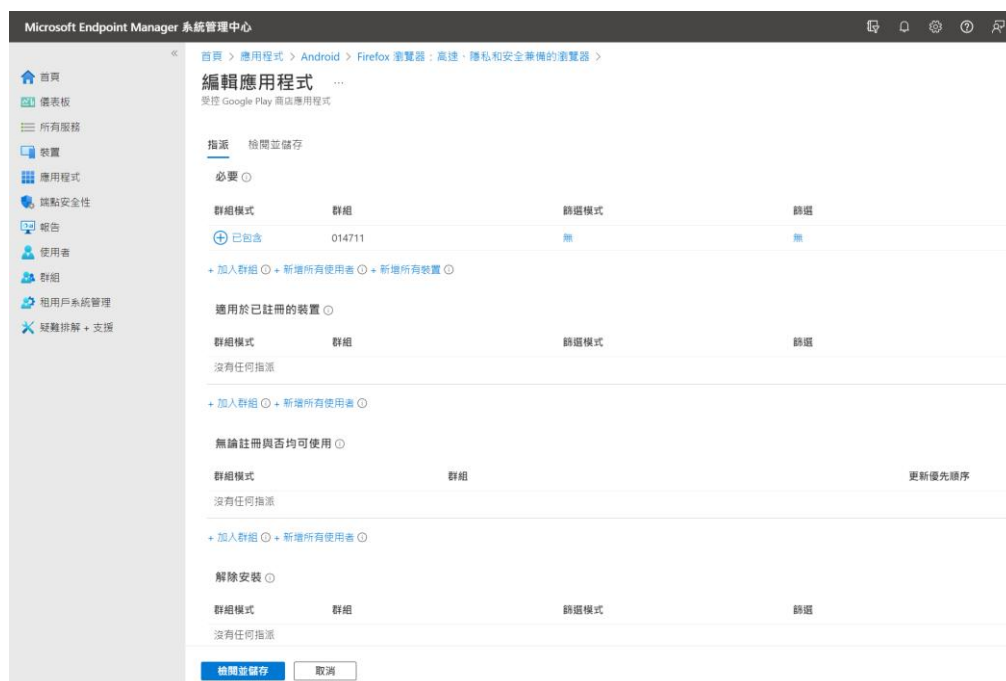 Microsoft Endpoint Manager 系統管理中心
首頁 > 應用程式 > Android > Firefox 瀏覽器：高速、隱私和安全兼備的瀏覽器 >
編輯應用程式 ...
受控 Google Play 商店應用程式
首頁
儀表板
所有服務
裝置
應用程式
端點安全性
報告
使用者
群組
租用戶系統管理
疑難排解 + 支援
指派 檢閱並儲存
必要
群組模式 群組 篩選模式 篩選
已包含 014711 無 無
+ 加入群組 + 新增所有使用者 + 新增所有裝置
適用於已註冊的裝置
群組模式 群組 篩選模式 篩選
沒有任何指派
+ 加入群組 + 新增所有使用者
無論註冊與否均可使用
群組模式 群組 更新優先順序
沒有任何指派
+ 加入群組 + 新增所有使用者
解除安裝
群組模式 群組 篩選模式 篩選
沒有任何指派
檢閱並儲存 取消